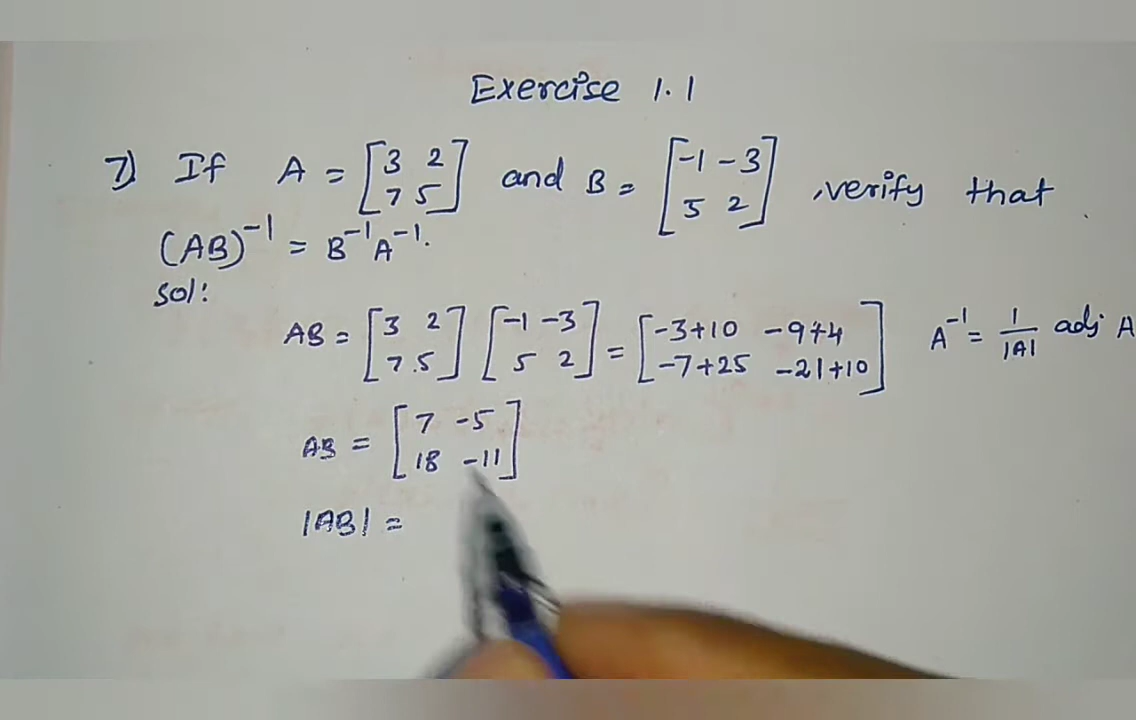 Exercise 1.1
7) If A = [3 2 7 5] and B = [-1 -3 5 2], verify that
(AB)⁻¹ = B⁻¹A⁻¹.
sol:
AB = [3 2 7 5] [-1 -3 5 2] = [-3+10 -9+4 -7+25 -21+10] A⁻¹ = 1/|A| adj A
AB = [7 -5 18 -11]
|AB| =